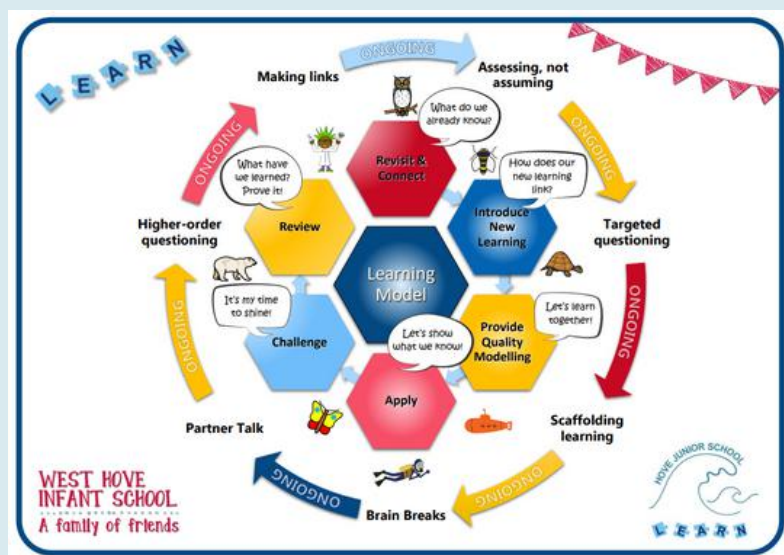 LEARN
Making links
ONGOING
Assessing, not
assuming
ONGOING
Targeted
questioning
ONGOING
Scaffolding
learning
ONGOING
Brain Breaks
ONGOING
Partner Talk
ONGOING
Higher-order
questioning
ONGOING
What do we
already know?
Revisit &
Connect
How does our
new learning
link?
Introduce
New
Learning
Let's learn
together!
Provide
Quality
Modelling
Let's show
what we know!
Apply
It's my time
to shine!
Challenge
What have
we learned?
Prove it!
Review
Learning
Model
WEST HOVE
INFANT SCHOOL
A family of friends
HOVE JUNIOR SCHOOL
LEARN